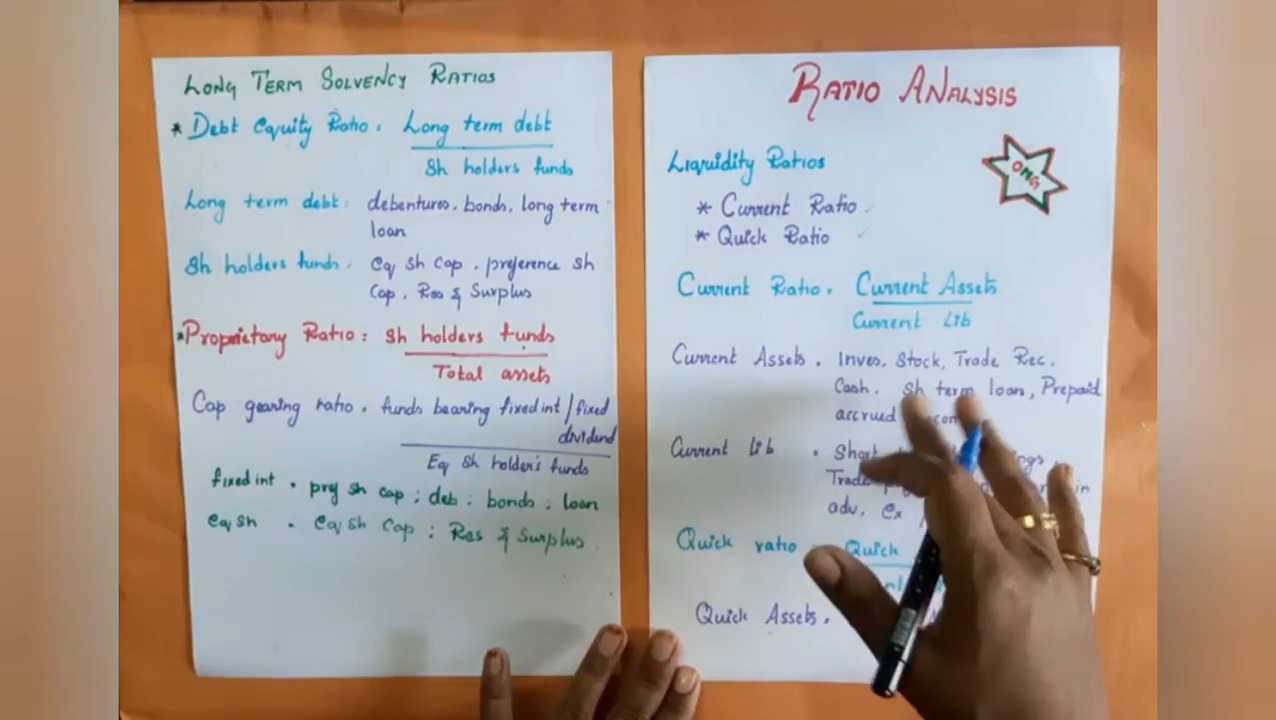 LONG TERM SOLVENCY RATIOS
* Debt Equity Ratio : Long term debt
Sh holders funds
Long term debt : debentures, bonds, long term
loan
Sh holders funds . Eq Sh Cap , preference Sh
Cap , Res & Surplus
* Proprietary Ratio : Sh holders funds
Total assets
Cap gearing ratio . funds bearing fixed int / fixed
dividend
Eq Sh holder's funds
fixed int . prf sh cap ; deb ; bonds ; loan
Eq Sh . Eq Sh Cap ; Res & Surplus
RATIO ANALYSIS
OMG
Liquidity Ratios
* Current Ratio
* Quick Ratio
Current Ratio . Current Assets
Current Lib
Current Assets . Inves, Stock, Trade Rec.
Cash, Sh term loan, Prepaid
accrued
Current Lib . Short
Trade in
adv, Ex
Quick ratio Quick
Quick Assets .